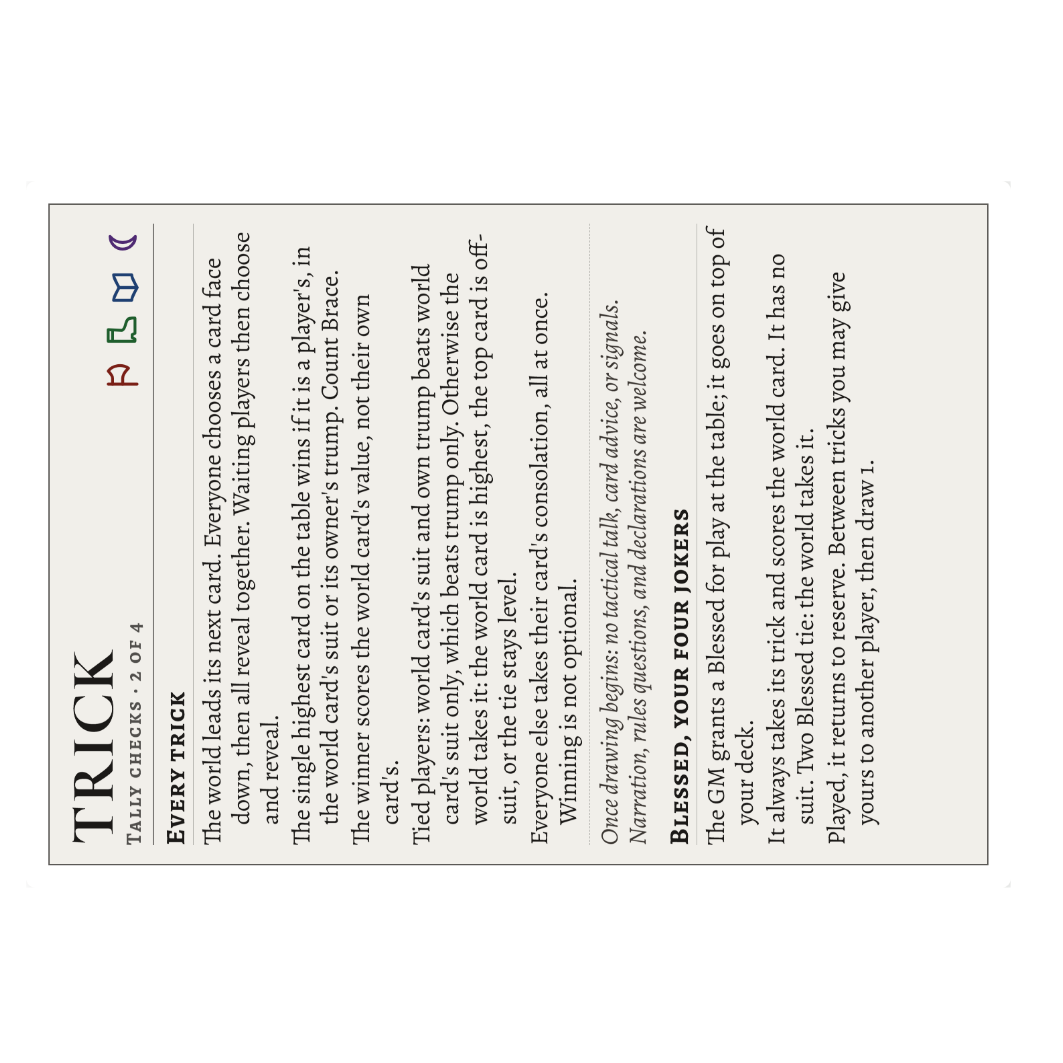 TRICK
TALLY CHECKS · 2 OF 4
EVERY TRICK
The world leads its next card. Everyone chooses a card face
down, then all reveal together. Waiting players then choose
and reveal.
The single highest card on the table wins if it is a player's, in
the world card's suit or its owner's trump. Count Brace.
The winner scores the world card's value, not their own
card's.
Tied players: world card's suit and own trump beats world
card's suit only, which beats trump only. Otherwise the
world takes it: the world card is highest, the top card is off-
suit, or the tie stays level.
Everyone else takes their card's consolation, all at once.
Winning is not optional.
Once drawing begins: no tactical talk, card advice, or signals.
Narration, rules questions, and declarations are welcome.
BLESSED, YOUR FOUR JOKERS
The GM grants a Blessed for play at the table; it goes on top of
your deck.
It always takes its trick and scores the world card. It has no
suit. Two Blessed tie: the world takes it.
Played, it returns to reserve. Between tricks you may give
yours to another player, then draw 1.